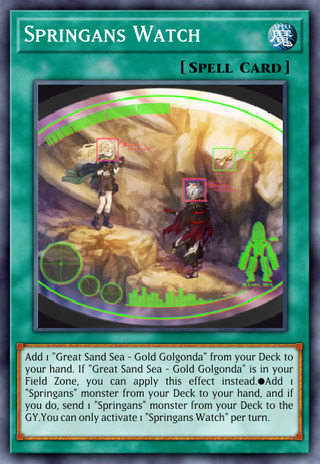 Springans Watch
[Spell Card]
Add 1 "Great Sand Sea - Gold Golgonda" from your Deck to
your hand. If "Great Sand Sea - Gold Golgonda" is in your
Field Zone, you can apply this effect instead.●Add 1
"Springans" monster from your Deck to your hand, and if
you do, send 1 "Springans" monster from your Deck to the
GY.You can only activate 1 "Springans Watch" per turn.